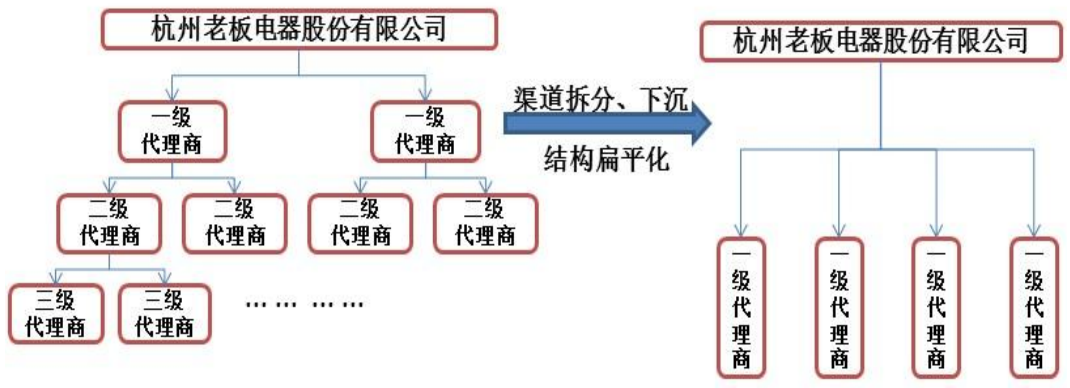 杭州老板电器股份有限公司
一级
代理商
一级
代理商
二级
代理商
二级
代理商
二级
代理商
二级
代理商
三级
代理商
三级
代理商
… … … …
渠道拆分、下沉
结构扁平化
杭州老板电器股份有限公司
一级代理商
一级代理商
一级代理商
一级代理商